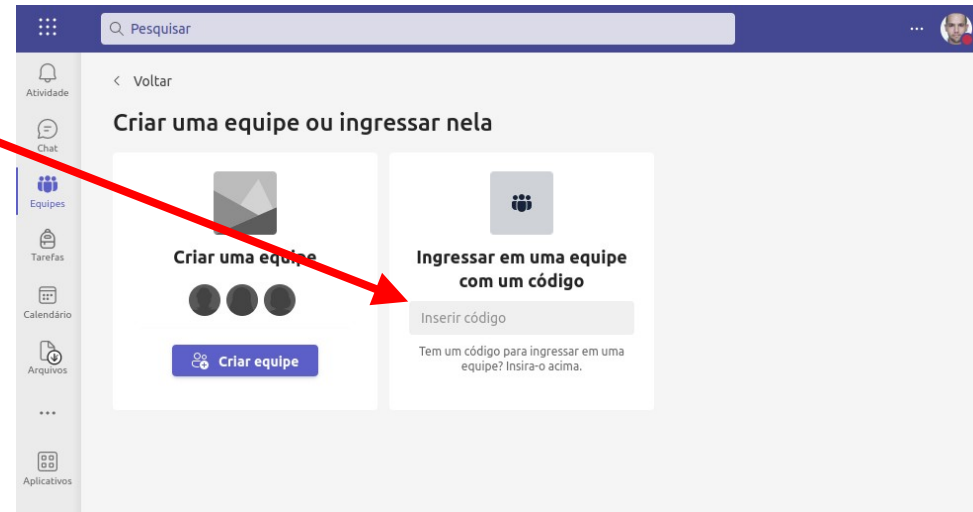 Pesquisar
...
Atividade
Chat
Equipes
Tarefas
Calendário
Arquivos
...
Aplicativos
< Voltar
Criar uma equipe ou ingressar nela
Criar uma equipe
Criar equipe
Ingressar em uma equipe
com um código
Inserir código
Tem um código para ingressar em uma
equipe? Insira-o acima.